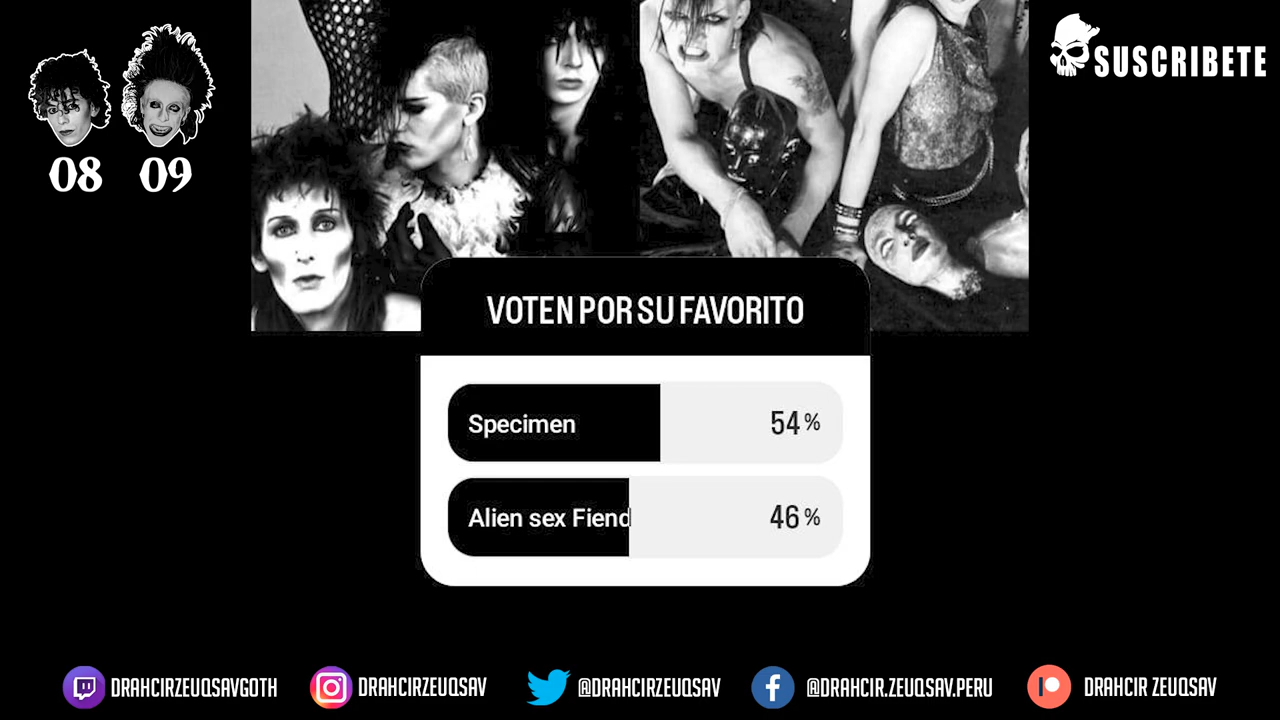 08 09
SUSCRIBETE
VOTEN POR SU FAVORITO
Specimen 54%
Alien sex Fiend 46%
DRAHCIRZEUQSAVGOTH DRAHCIRZEUQSAV @DRAHCIRZEUQSAV @DRAHCIR.ZEUQSAV.PERU DRAHCIR ZEUQSAV